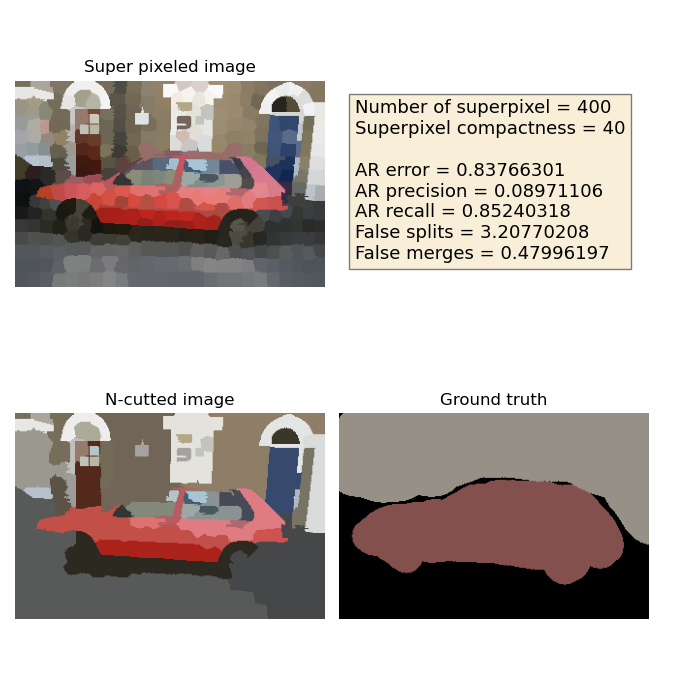 Super pixeled image
Number of superpixel = 400
Superpixel compactness = 40
AR error = 0.83766301
AR precision = 0.08971106
AR recall = 0.85240318
False splits = 3.20770208
False merges = 0.47996197
N-cutted image
Ground truth